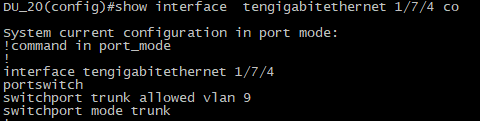 DU_20(config)#show interface  tengigabitethernet 1/7/4 co
System current configuration in port mode:
!command in port_mode
!
interface tengigabitethernet 1/7/4
portswitch
switchport trunk allowed vlan 9
switchport mode trunk